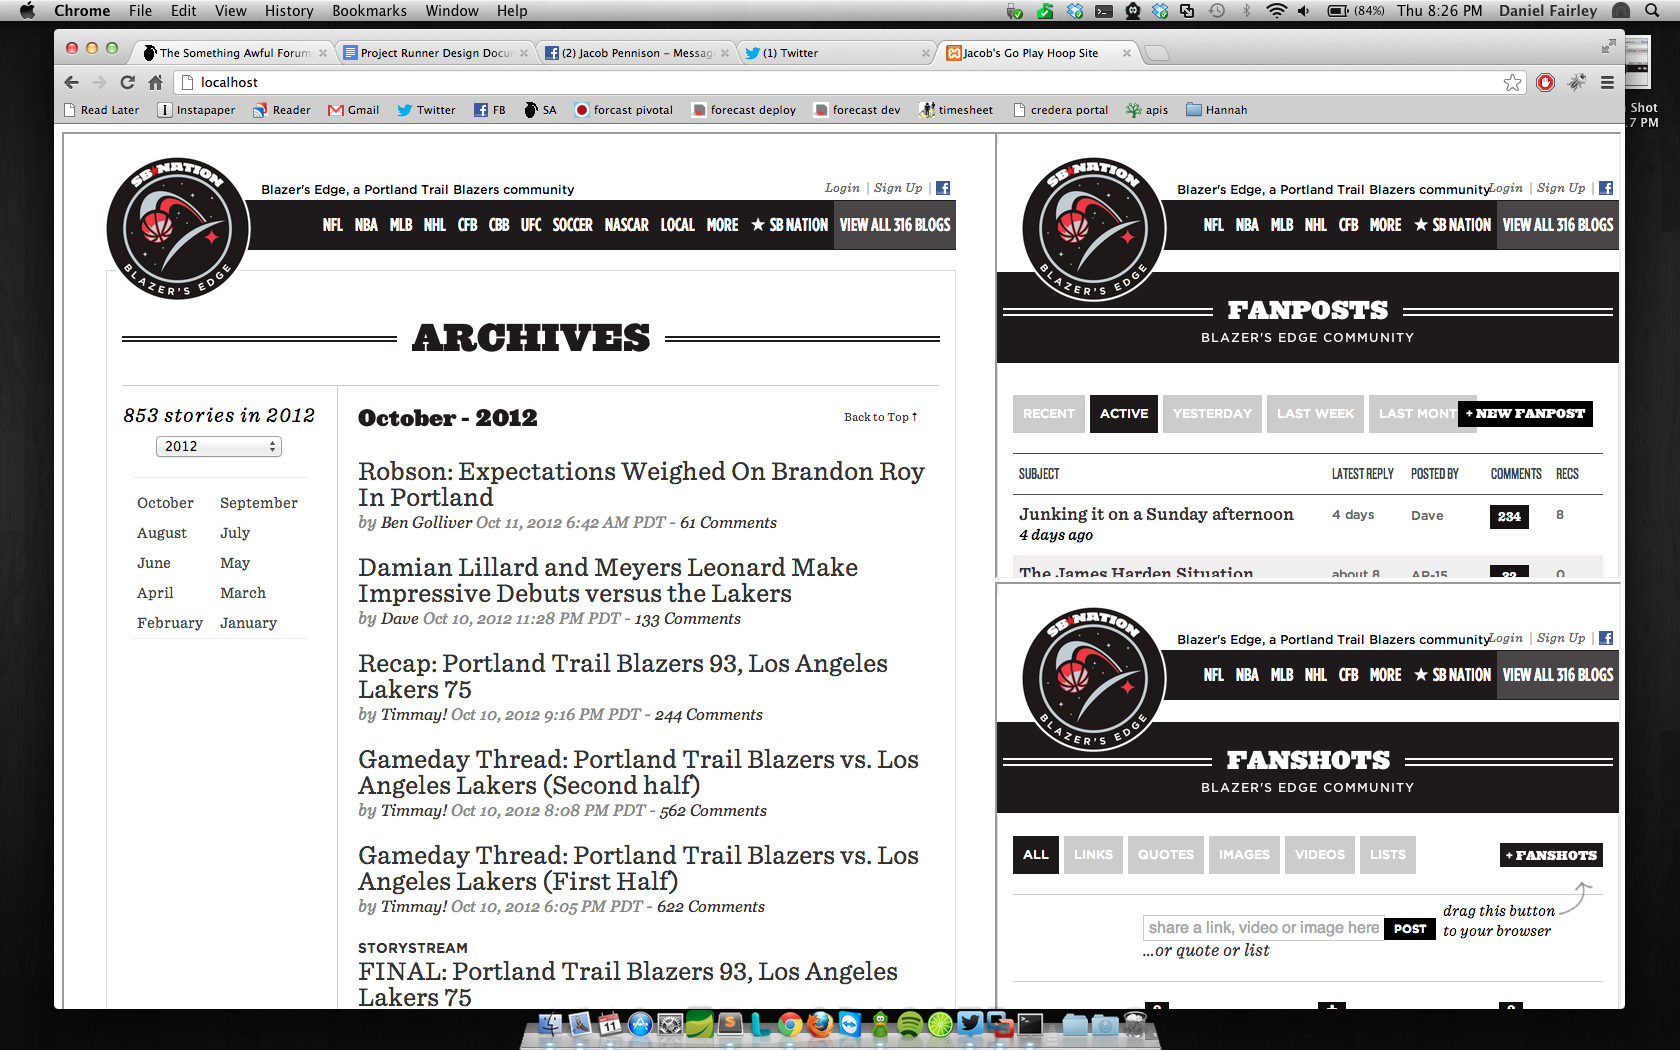 Chrome File Edit View History Bookmarks Window Help
(84%) Thu 8:26 PM Daniel Fairley
The Something Awful Forum
Project Runner Design Docu
(2) Jacob Pennison – Message
(1) Twitter
Jacob's Go Play Hoop Site
localhost
Read Later Instapaper Reader Gmail Twitter FB SA forcast pivotal forecast deploy forecast dev timesheet credera portal apis Hannah
Shot
.7 PM
SB NATION
BLAZER'S EDGE
Blazer's Edge, a Portland Trail Blazers community
Login | Sign Up |
NFL NBA MLB NHL CFB CBB UFC SOCCER NASCAR LOCAL MORE ★ SB NATION VIEW ALL 316 BLOGS
ARCHIVES
853 stories in 2012
2012
October September
August July
June May
April March
February January
October - 2012
Back to Top ↑
Robson: Expectations Weighed On Brandon Roy
In Portland
by Ben Golliver Oct 11, 2012 6:42 AM PDT - 61 Comments
Damian Lillard and Meyers Leonard Make
Impressive Debuts versus the Lakers
by Dave Oct 10, 2012 11:28 PM PDT - 133 Comments
Recap: Portland Trail Blazers 93, Los Angeles
Lakers 75
by Timmay! Oct 10, 2012 9:16 PM PDT - 244 Comments
Gameday Thread: Portland Trail Blazers vs. Los
Angeles Lakers (Second half)
by Timmay! Oct 10, 2012 8:08 PM PDT - 562 Comments
Gameday Thread: Portland Trail Blazers vs. Los
Angeles Lakers (First Half)
by Timmay! Oct 10, 2012 6:05 PM PDT - 622 Comments
STORYSTREAM
FINAL: Portland Trail Blazers 93, Los Angeles
Lakers 75
SB NATION
BLAZER'S EDGE
Blazer's Edge, a Portland Trail Blazers community
Login | Sign Up |
NFL NBA MLB NHL CFB MORE ★ SB NATION VIEW ALL 316 BLOGS
FANPOSTS
BLAZER'S EDGE COMMUNITY
RECENT ACTIVE YESTERDAY LAST WEEK LAST MONT + NEW FANPOST
SUBJECT LATEST REPLY POSTED BY COMMENTS RECS
Junking it on a Sunday afternoon 4 days Dave 234 8
4 days ago
The James Harden Situation about 8 AP-15 22 0
SB NATION
BLAZER'S EDGE
Blazer's Edge, a Portland Trail Blazers community
Login | Sign Up |
NFL NBA MLB NHL CFB MORE ★ SB NATION VIEW ALL 316 BLOGS
FANSHOTS
BLAZER'S EDGE COMMUNITY
ALL LINKS QUOTES IMAGES VIDEOS LISTS + FANSHOTS
drag this button
to your browser
share a link, video or image here POST
...or quote or list
11